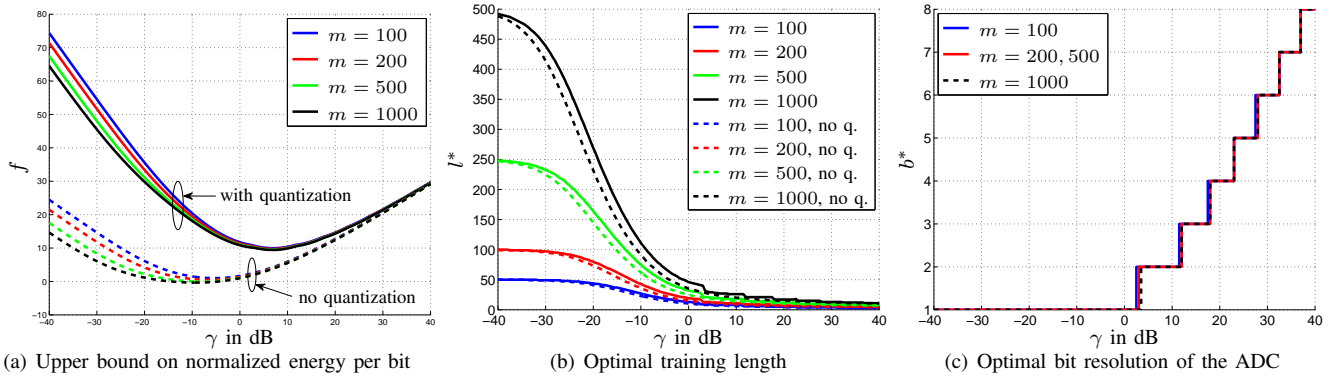 80
70
60
50
40
30
20
10
0
−10
f
−40 −30 −20 −10 0 10 20 30 40
γ in dB
m = 100
m = 200
m = 500
m = 1000
with quantization
no quantization
(a) Upper bound on normalized energy per bit
500
450
400
350
300
250
200
150
100
50
0
l*
−40 −30 −20 −10 0 10 20 30 40
γ in dB
m = 100
m = 200
m = 500
m = 1000
m = 100, no q.
m = 200, no q.
m = 500, no q.
m = 1000, no q.
(b) Optimal training length
8
7
6
5
4
3
2
1
b*
−40 −30 −20 −10 0 10 20 30 40
γ in dB
m = 100
m = 200, 500
m = 1000
(c) Optimal bit resolution of the ADC